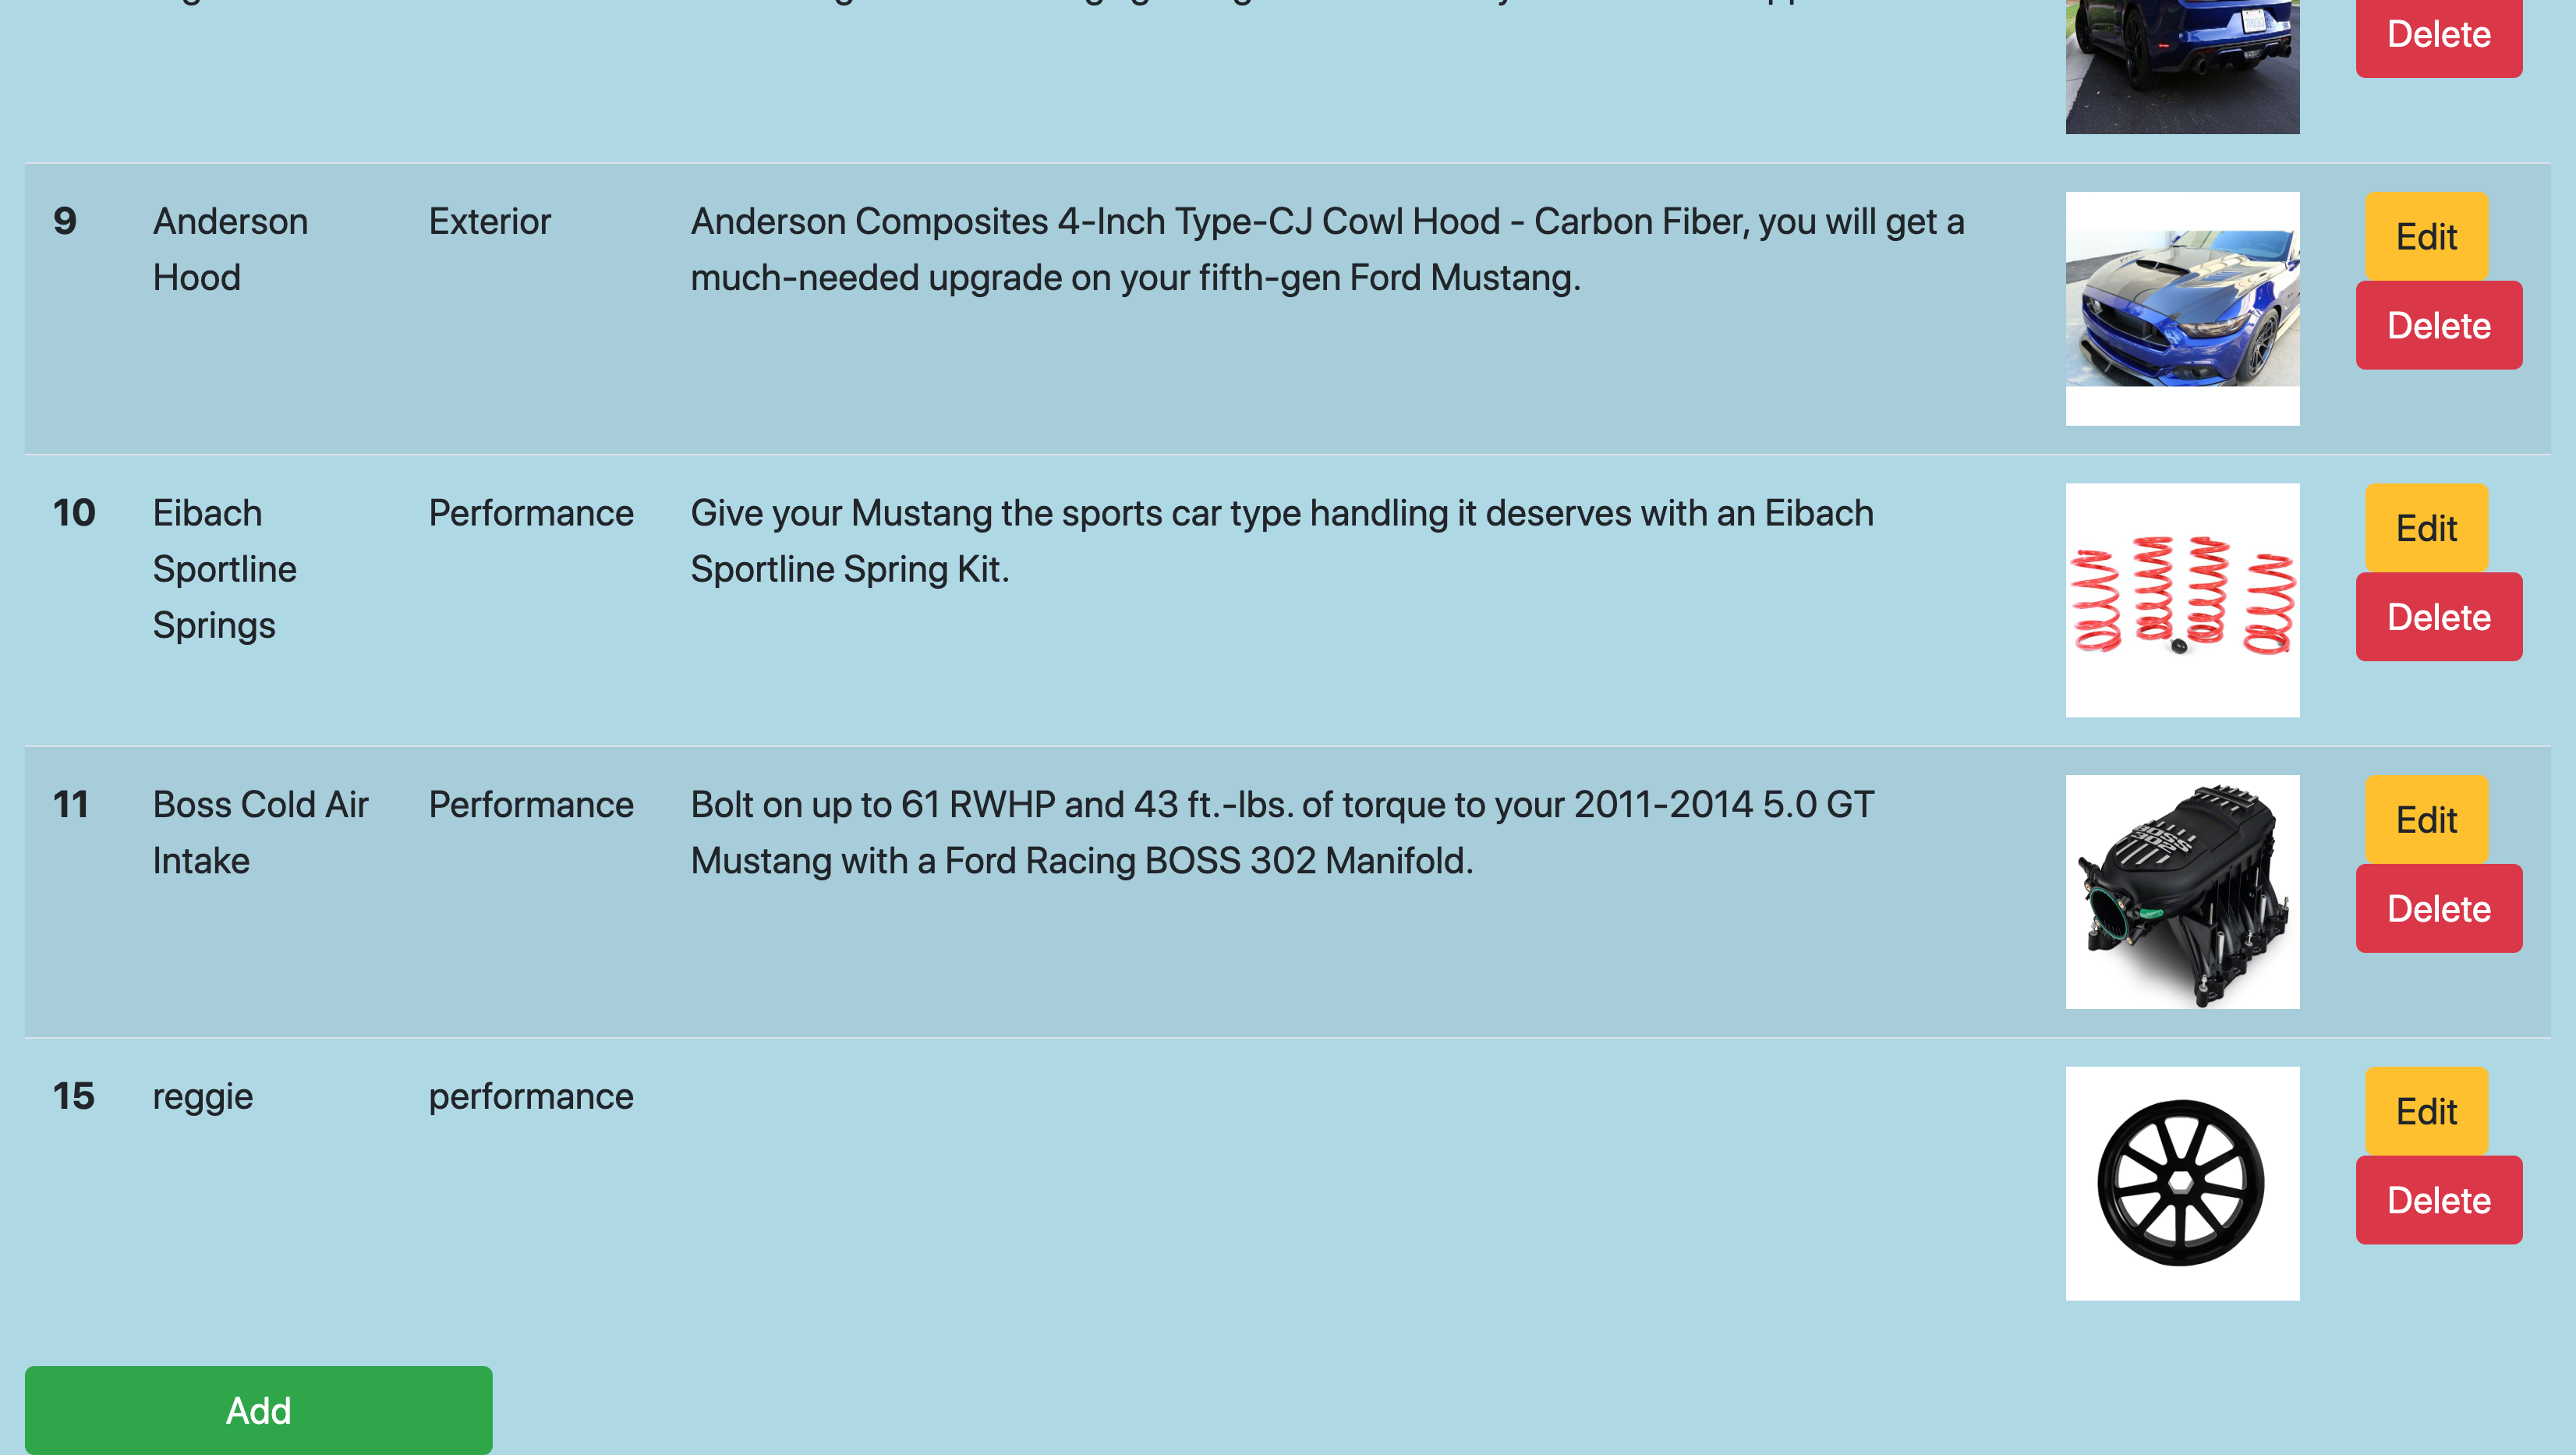 Delete
9 Anderson Exterior Anderson Composites 4-Inch Type-CJ Cowl Hood - Carbon Fiber, you will get a Edit
Hood much-needed upgrade on your fifth-gen Ford Mustang.
Delete
10 Eibach Performance Give your Mustang the sports car type handling it deserves with an Eibach Edit
Sportline Sportline Spring Kit.
Springs Delete
11 Boss Cold Air Performance Bolt on up to 61 RWHP and 43 ft.-lbs. of torque to your 2011-2014 5.0 GT Edit
Intake Mustang with a Ford Racing BOSS 302 Manifold.
BOSS
302
Delete
15 reggie performance Edit
Delete
Add